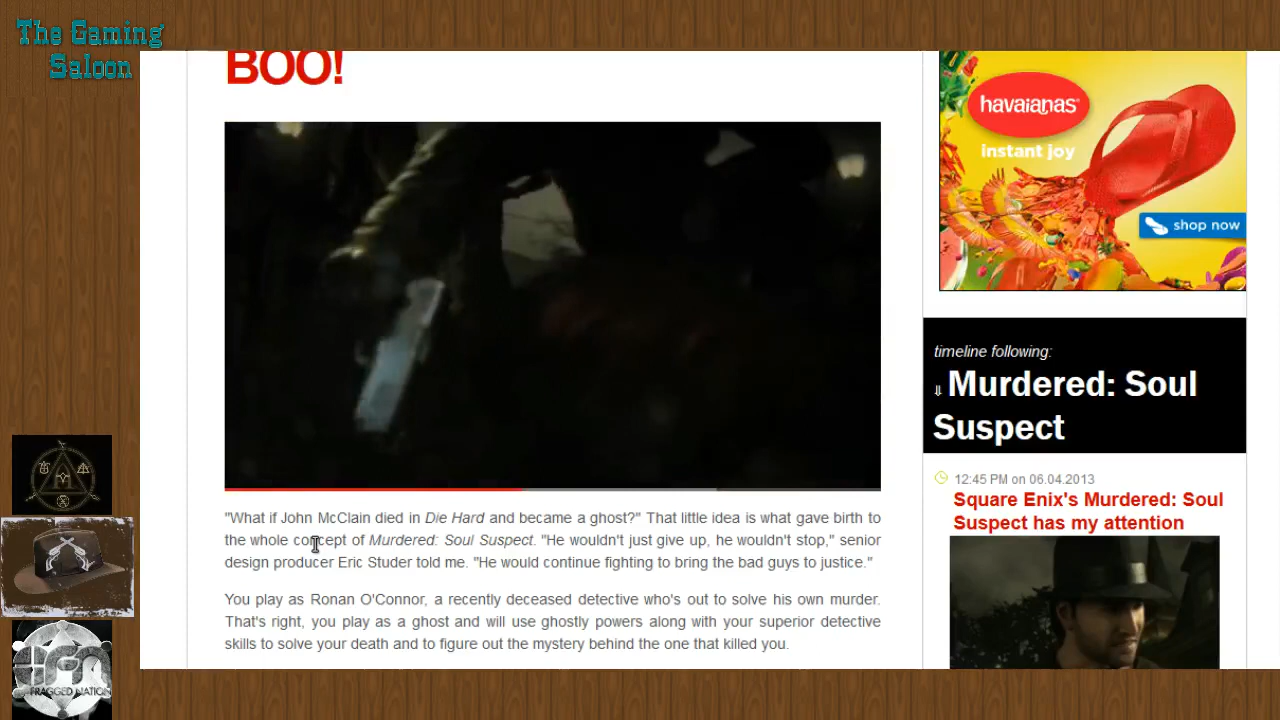 The Gaming
Saloon
BOO!
havaianas®
instant joy
shop now
timeline following:
⇓ Murdered: Soul
Suspect
12:45 PM on 06.04.2013
Square Enix's Murdered: Soul
Suspect has my attention
"What if John McClain died in Die Hard and became a ghost?" That little idea is what gave birth to
the whole concept of Murdered: Soul Suspect. "He wouldn't just give up, he wouldn't stop," senior
design producer Eric Studer told me. "He would continue fighting to bring the bad guys to justice."
You play as Ronan O'Connor, a recently deceased detective who's out to solve his own murder.
That's right, you play as a ghost and will use ghostly powers along with your superior detective
skills to solve your death and to figure out the mystery behind the one that killed you.
FRAGGED NATION